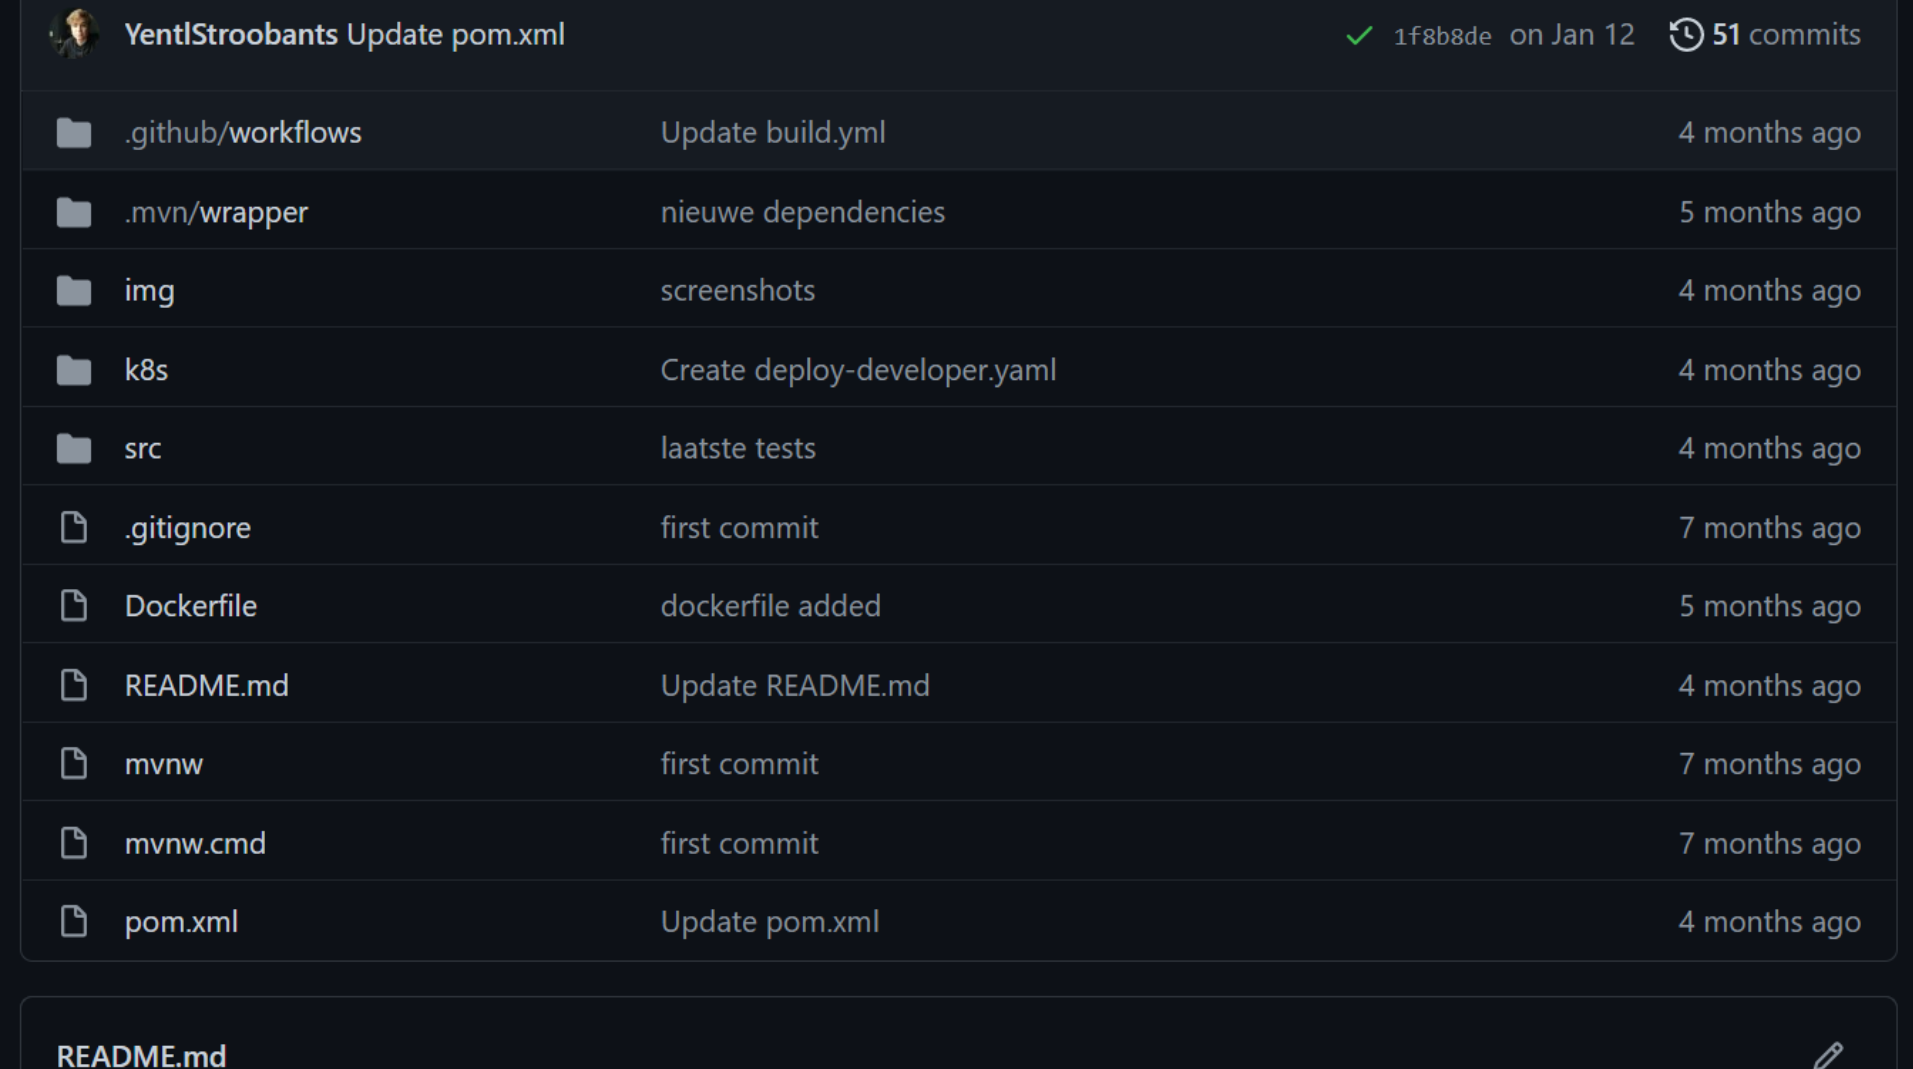 YentlStroobants Update pom.xml 1f8b8de on Jan 12 51 commits
.github/workflows Update build.yml 4 months ago
.mvn/wrapper nieuwe dependencies 5 months ago
img screenshots 4 months ago
k8s Create deploy-developer.yaml 4 months ago
src laatste tests 4 months ago
.gitignore first commit 7 months ago
Dockerfile dockerfile added 5 months ago
README.md Update README.md 4 months ago
mvnw first commit 7 months ago
mvnw.cmd first commit 7 months ago
pom.xml Update pom.xml 4 months ago
README.md